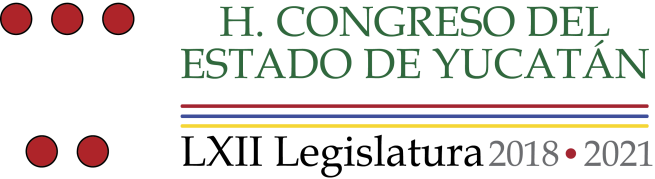 H. CONGRESO DEL
ESTADO DE YUCATÁN
LXII Legislatura 2018 • 2021